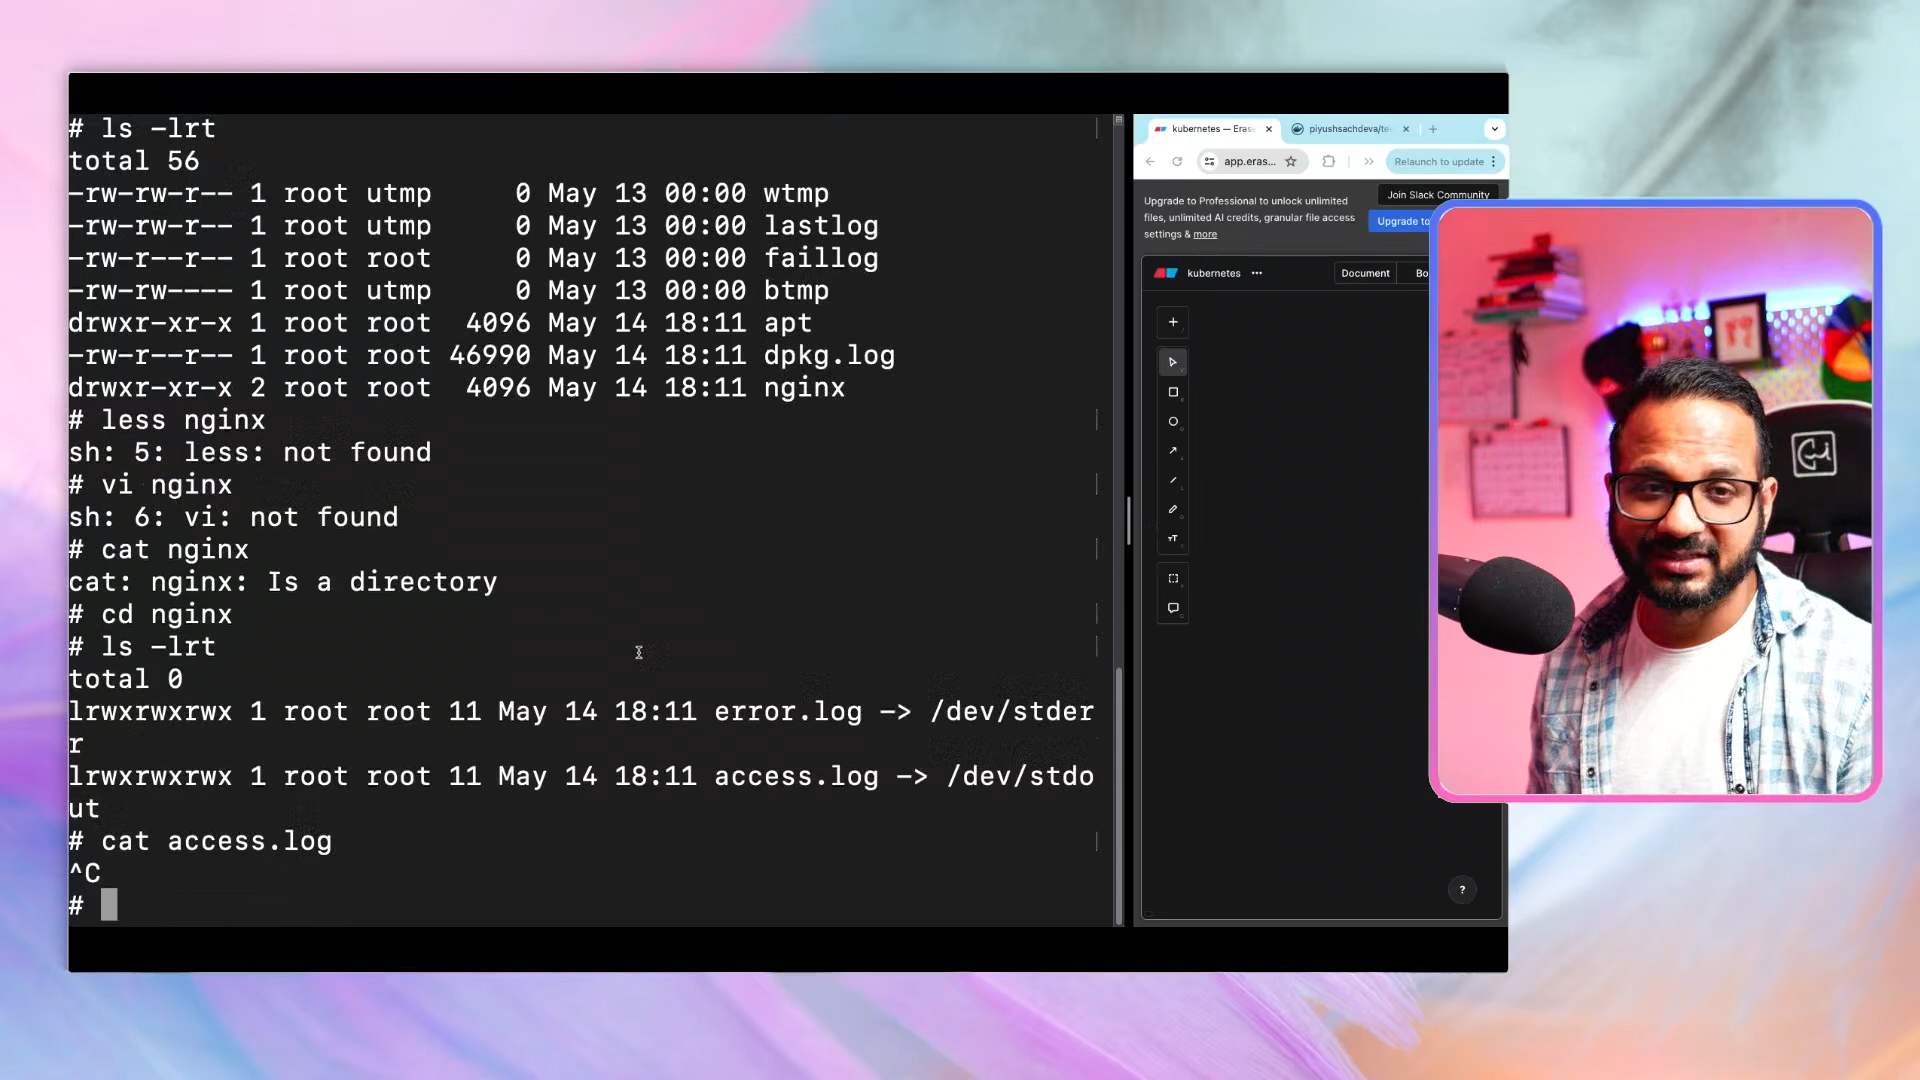 # ls -lrt
total 56
-rw-rw-r-- 1 root utmp     0 May 13 00:00 wtmp
-rw-rw-r-- 1 root utmp     0 May 13 00:00 lastlog
-rw-r--r-- 1 root root     0 May 13 00:00 faillog
-rw-rw---- 1 root utmp     0 May 13 00:00 btmp
drwxr-xr-x 1 root root  4096 May 14 18:11 apt
-rw-r--r-- 1 root root 46990 May 14 18:11 dpkg.log
drwxr-xr-x 2 root root  4096 May 14 18:11 nginx
# less nginx
sh: 5: less: not found
# vi nginx
sh: 6: vi: not found
# cat nginx
cat: nginx: Is a directory
# cd nginx
# ls -lrt
total 0
lrwxrwxrwx 1 root root 11 May 14 18:11 error.log -> /dev/stder
r
lrwxrwxrwx 1 root root 11 May 14 18:11 access.log -> /dev/stdo
ut
# cat access.log
^C
#
kubernetes — Eras
piyushsachdeva/te
app.eras...
Relaunch to update
Join Slack Community
Upgrade to Professional to unlock unlimited
files, unlimited AI credits, granular file access
settings & more
Upgrade to
kubernetes
Document
Bo
?